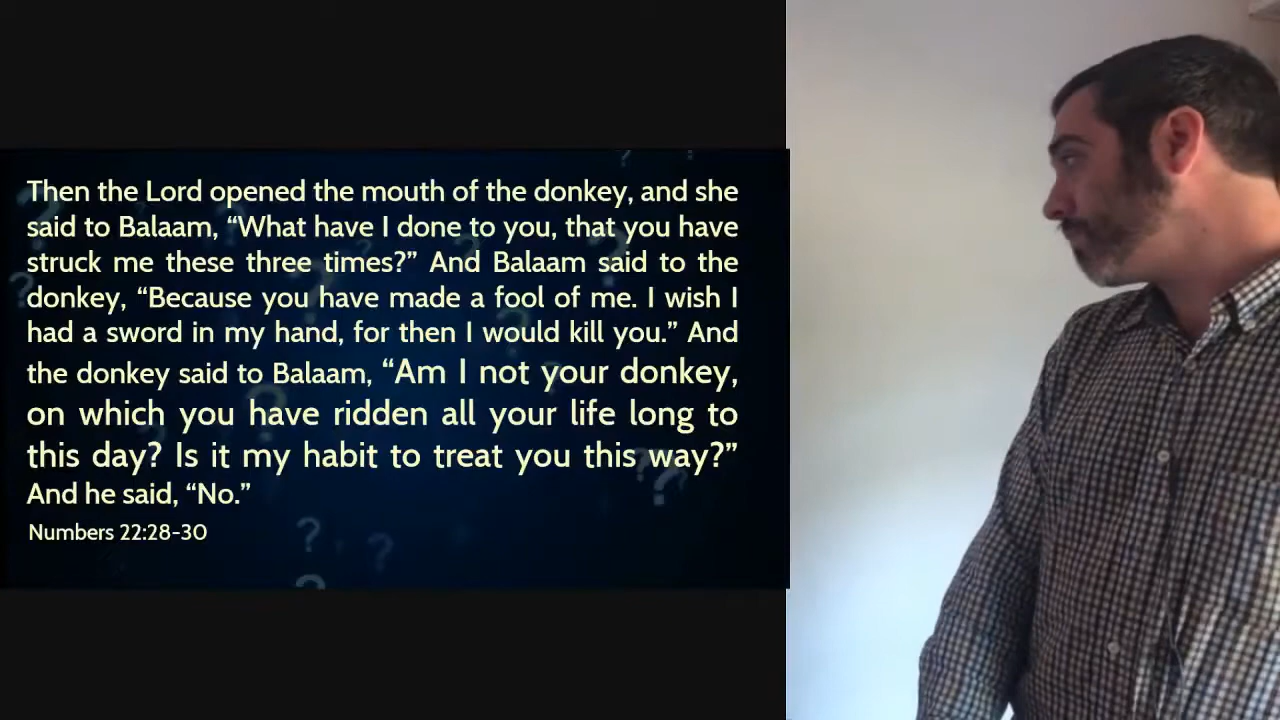 Then the Lord opened the mouth of the donkey, and she
said to Balaam, “What have I done to you, that you have
struck me these three times?” And Balaam said to the
donkey, “Because you have made a fool of me. I wish I
had a sword in my hand, for then I would kill you.” And
the donkey said to Balaam, “Am I not your donkey,
on which you have ridden all your life long to
this day? Is it my habit to treat you this way?”
And he said, “No.”
Numbers 22:28-30